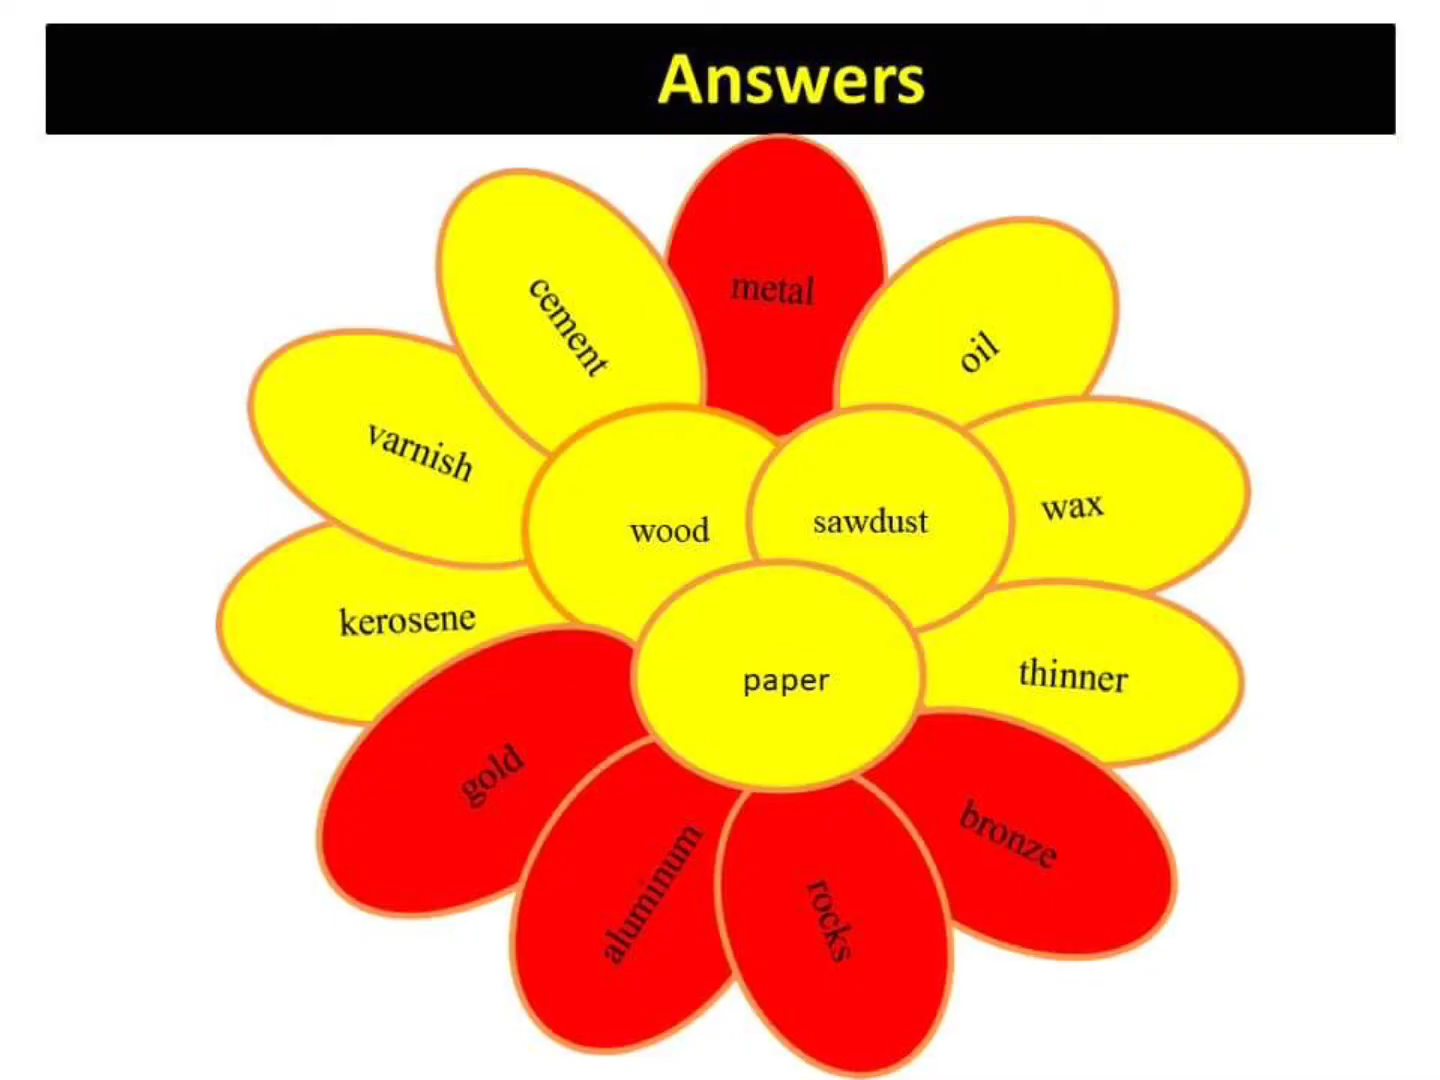 Answers
metal
cement
oil
varnish
wax
wood
sawdust
kerosene
thinner
paper
gold
bronze
aluminum
rocks